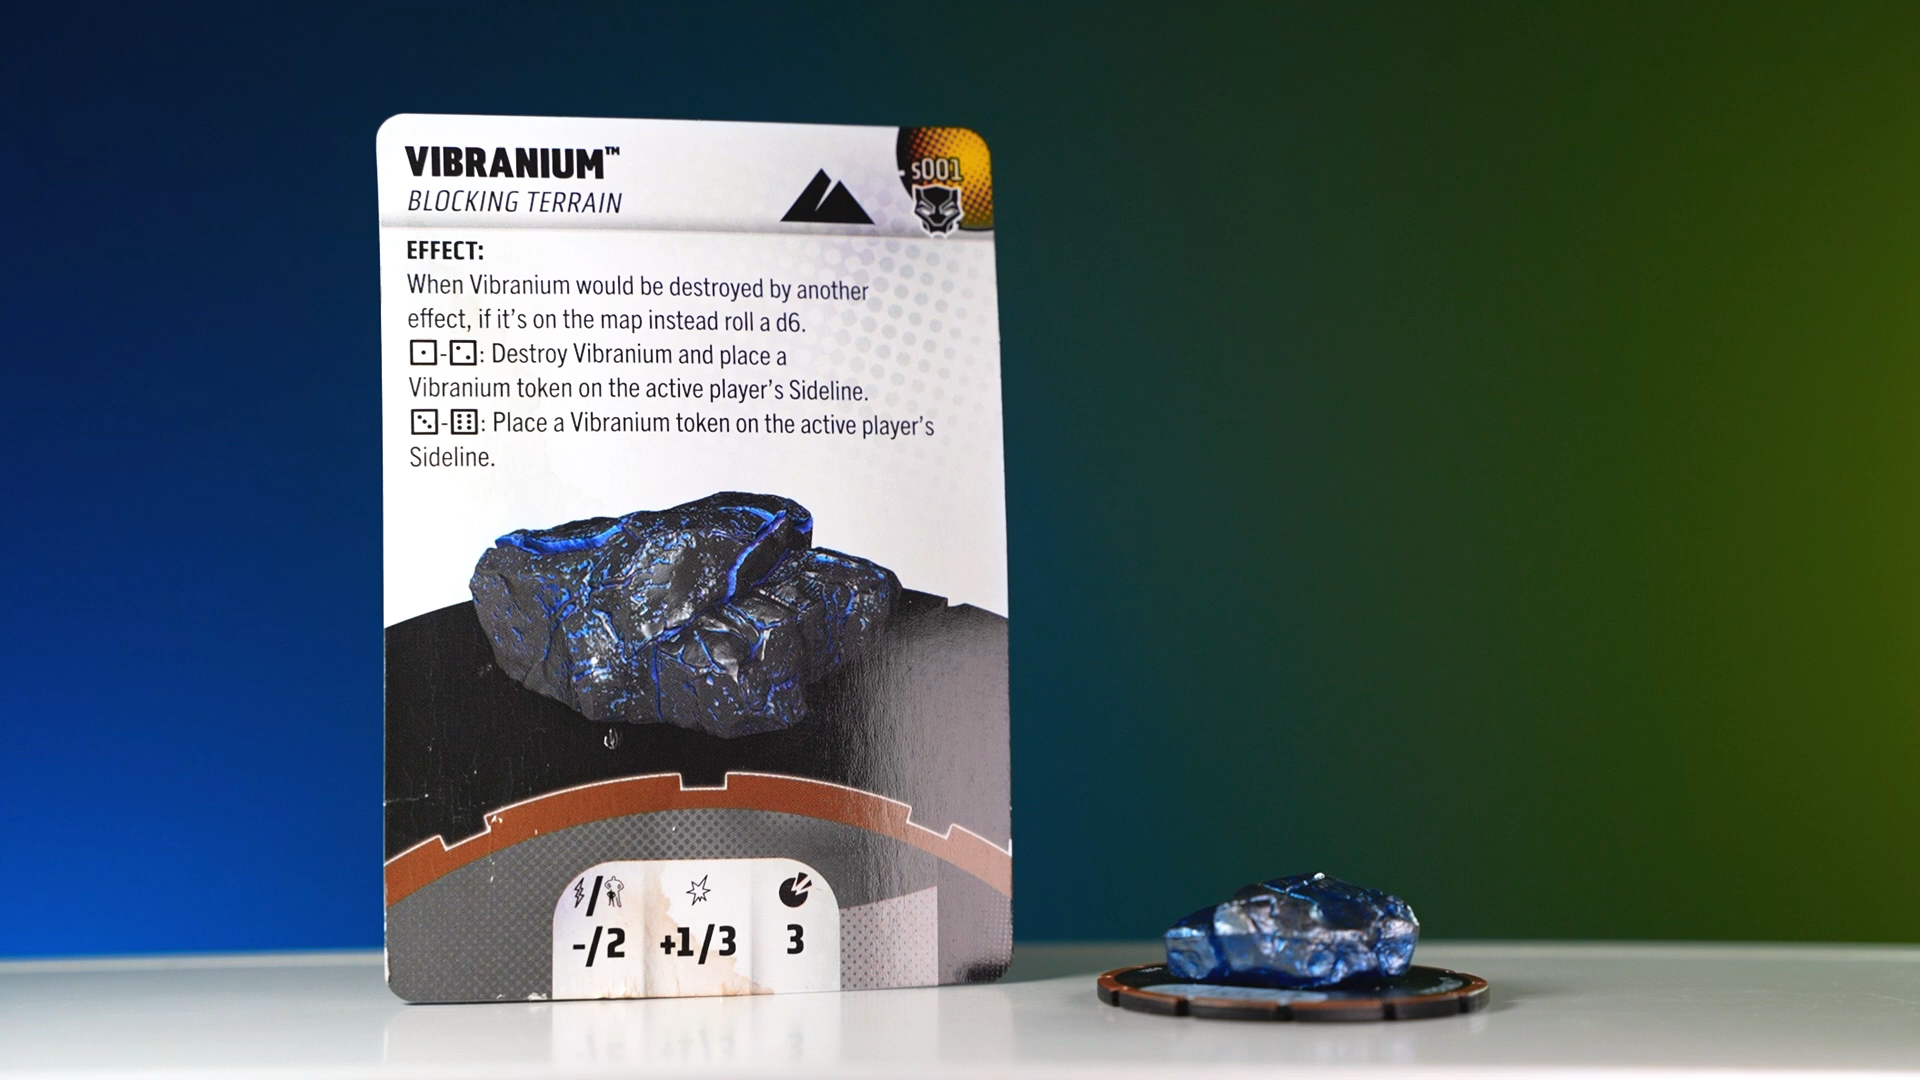 VIBRANIUM™
BLOCKING TERRAIN
s001
EFFECT:
When Vibranium would be destroyed by another
effect, if it's on the map instead roll a d6.
⚀-⚁: Destroy Vibranium and place a
Vibranium token on the active player's Sideline.
⚂-⚅: Place a Vibranium token on the active player's
Sideline.
/
-/2 +1/3 3